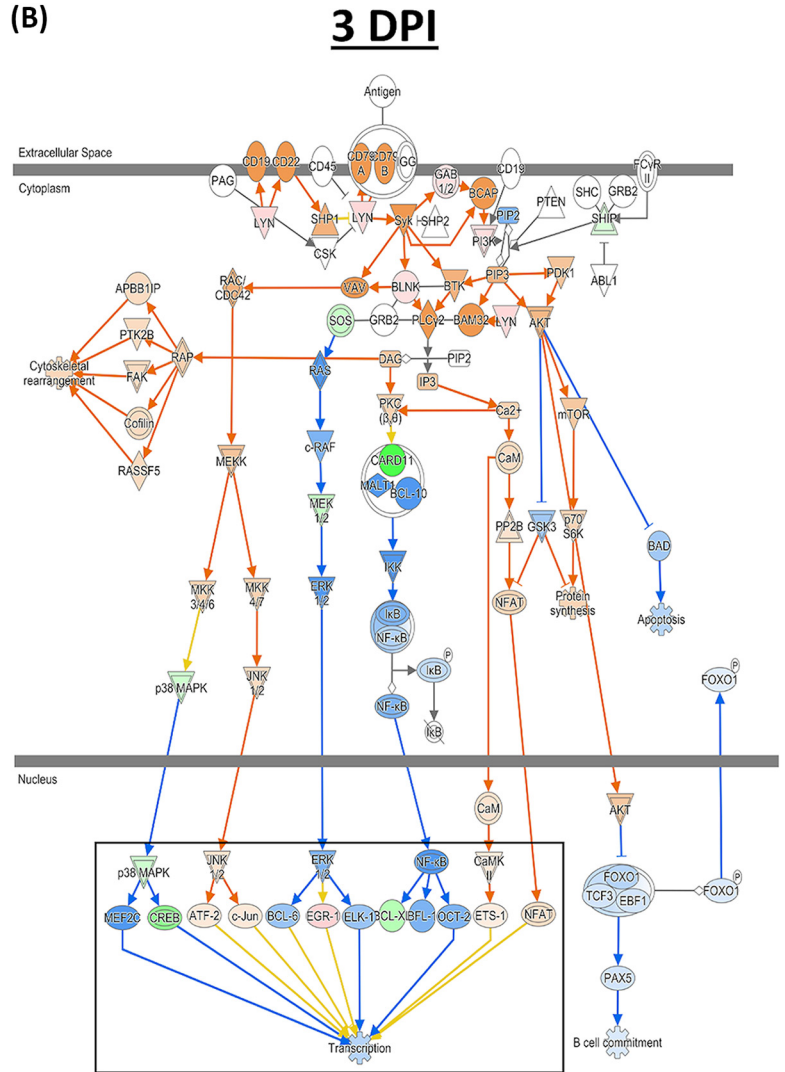 (B)
3 DPI
Antigen
Extracellular Space
Cytoplasm
CD19
CD22
CD45
CD79
A
CD79
B
GG
GAB
1/2
CD19
FCγR
II
PAG
LYN
SHP1
CSK
LYN
Syk
SHP2
BCAP
PI3K
PIP2
PTEN
SHC
GRB2
SHIP
ABL1
APBB1IP
RAC/
CDC42
VAV
BLNK
BTK
PIP3
PDK1
PTK2B
SOS
GRB2
PLCγ2
BAM32
LYN
AKT
Cytoskeletal
rearrangement
FAK
RAP
RAS
DAG
PIP2
IP3
Cofilin
PKC
(β,θ)
Ca2+
mTOR
RASSF5
MEKK
c-RAF
CARD11
MALT1
BCL-10
CaM
MEK
1/2
PP2B
GSK3
p70
S6K
BAD
MKK
3/4/6
MKK
4/7
ERK
1/2
IKK
NFAT
Protein
synthesis
Apoptosis
IκB
NF-κB
p38 MAPK
JNK
1/2
IκB
P
NF-κB
IκB
FOXO1
P
Nucleus
CaM
AKT
p38 MAPK
JNK
1/2
ERK
1/2
NF-κB
CaMK
II
FOXO1
TCF3
EBF1
FOXO1
P
MEF2C
CREB
ATF-2
c-Jun
BCL-6
EGR-1
ELK-1
BCL-XL
BFL-1
OCT-2
ETS-1
NFAT
PAX5
Transcription
B cell commitment